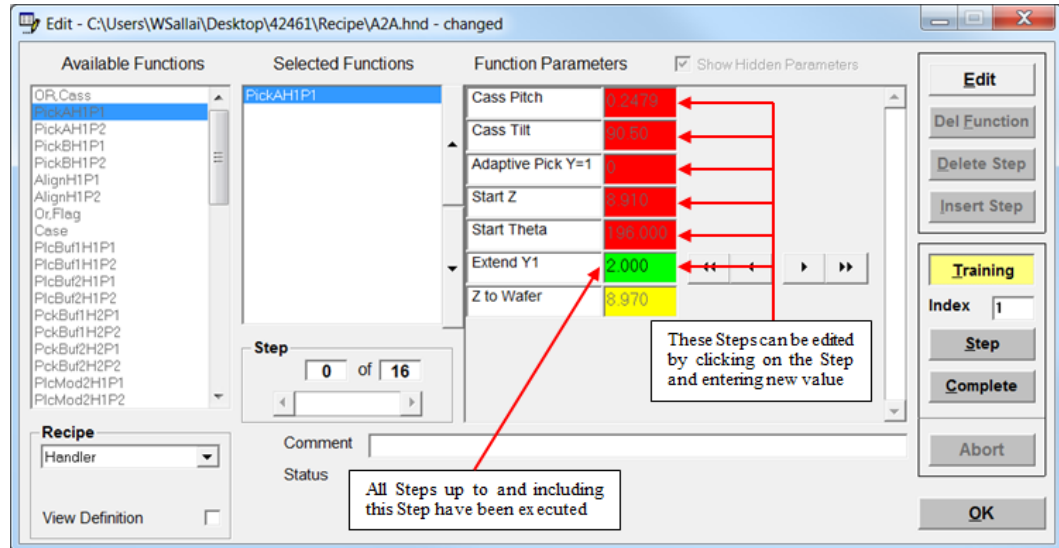 Edit - C:\Users\WSallai\Desktop\42461\Recipe\A2A.hnd - changed
Available Functions
OR,Cass
PickAH1P1
PickAH1P2
PickBH1P1
PickBH1P2
AlignH1P1
AlignH1P2
Or,Flag
Case
PlcBuf1H1P1
PlcBuf1H1P2
PlcBuf2H1P1
PlcBuf2H1P2
PckBuf1H2P1
PckBuf1H2P2
PckBuf2H2P1
PckBuf2H2P2
PlcMod2H1P1
PlcMod2H1P2
Selected Functions
PickAH1P1
Step
0 of 16
Function Parameters
Show Hidden Parameters
Cass Pitch 0.2479
Cass Tilt 90.50
Adaptive Pick Y=1 0
Start Z 8.910
Start Theta 196.000
Extend Y1 2.000
Z to Wafer 8.970
These Steps can be edited
by clicking on the Step
and entering new value
All Steps up to and including
this Step have been executed
Recipe
Handler
View Definition
Comment
Status
Edit
Del Function
Delete Step
Insert Step
Training
Index 1
Step
Complete
Abort
OK